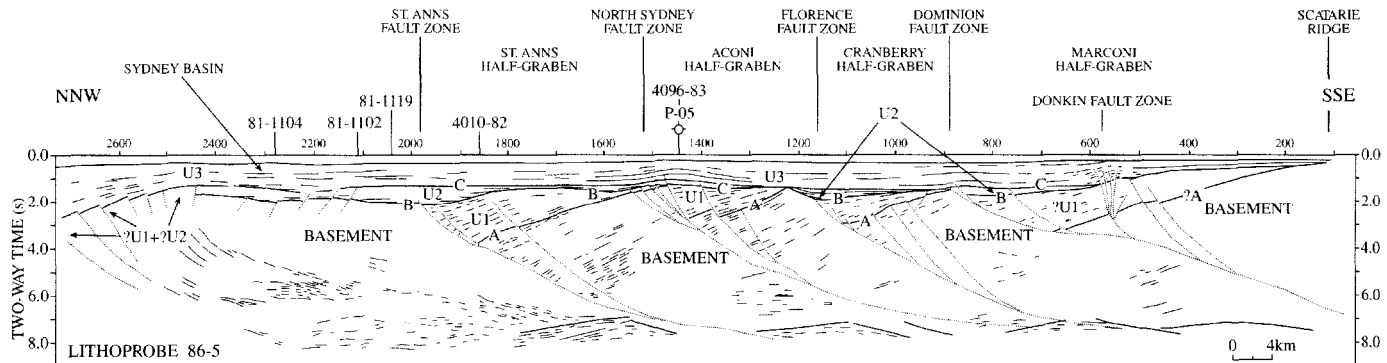 ST. ANNS
FAULT ZONE
NORTH SYDNEY
FAULT ZONE
FLORENCE
FAULT ZONE
DOMINION
FAULT ZONE
SCATARIE
RIDGE
ST. ANNS
HALF-GRABEN
ACONI
HALF-GRABEN
CRANBERRY
HALF-GRABEN
MARCONI
HALF-GRABEN
SYDNEY BASIN
NNW
SSE
81-1119
4096-83
P-05
DONKIN FAULT ZONE
U2
81-1104
81-1102
4010-82
2600 2400 2200 2000 1800 1600 1400 1200 1000 800 600 400 200
0.0 0.0
U3 U3
C C C
U2 B B B B
U1 U1 ?U1
A A A ?A
2.0 2.0
?U1+?U2
BASEMENT BASEMENT BASEMENT BASEMENT
4.0 4.0
6.0 6.0
8.0 8.0
TWO-WAY TIME (s)
LITHOPROBE 86-5
0 4km